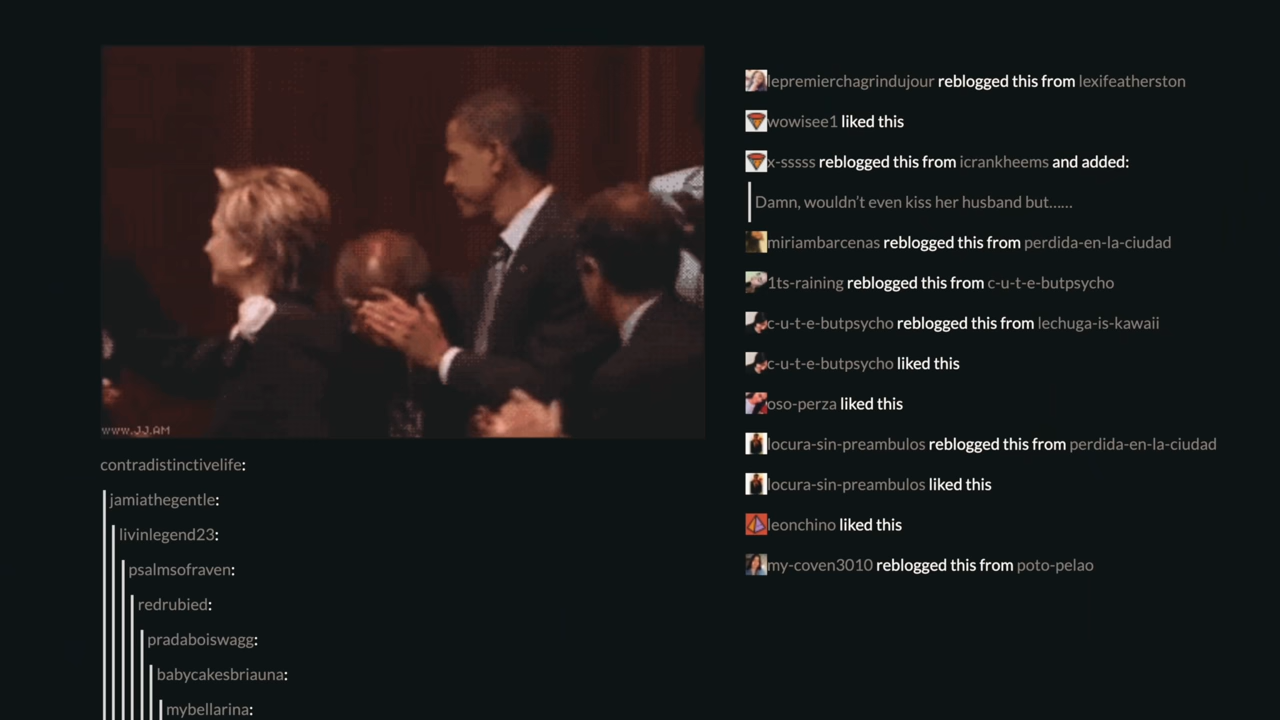 www.JJ.AM
contradistinctivelife:
jamiathegentle:
livinlegend23:
psalmsofraven:
redrubied:
pradaboiswagg:
babycakesbriauna:
mybellarina:
lepremierchagrindujour reblogged this from lexifeatherston
wowisee1 liked this
x-sssss reblogged this from icrankheems and added:
Damn, wouldn’t even kiss her husband but......
miriambarcenas reblogged this from perdida-en-la-ciudad
1ts-raining reblogged this from c-u-t-e-butpsycho
c-u-t-e-butpsycho reblogged this from lechuga-is-kawaii
c-u-t-e-butpsycho liked this
oso-perza liked this
locura-sin-preambulos reblogged this from perdida-en-la-ciudad
locura-sin-preambulos liked this
leonchino liked this
my-coven3010 reblogged this from poto-pelao